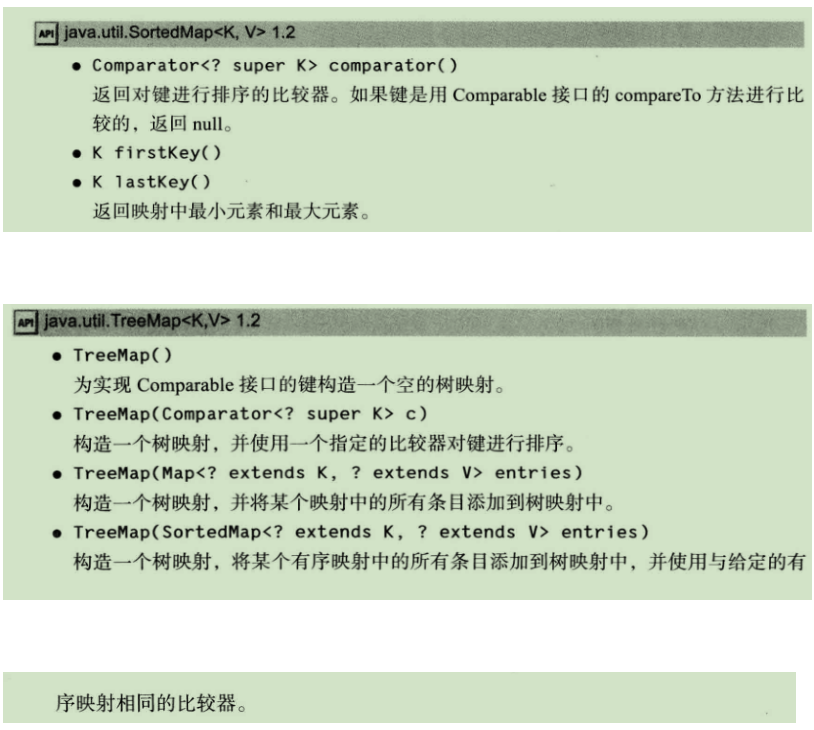 API java.util.SortedMap<K, V> 1.2
● Comparator<? super K> comparator()
返回对键进行排序的比较器。如果键是用 Comparable 接口的 compareTo 方法进行比
较的，返回 null。
● K firstKey()
● K lastKey()
返回映射中最小元素和最大元素。
API java.util.TreeMap<K,V> 1.2
● TreeMap()
为实现 Comparable 接口的键构造一个空的树映射。
● TreeMap(Comparator<? super K> c)
构造一个树映射，并使用一个指定的比较器对键进行排序。
● TreeMap(Map<? extends K, ? extends V> entries)
构造一个树映射，并将某个映射中的所有条目添加到树映射中。
● TreeMap(SortedMap<? extends K, ? extends V> entries)
构造一个树映射，将某个有序映射中的所有条目添加到树映射中，并使用与给定的有
序映射相同的比较器。